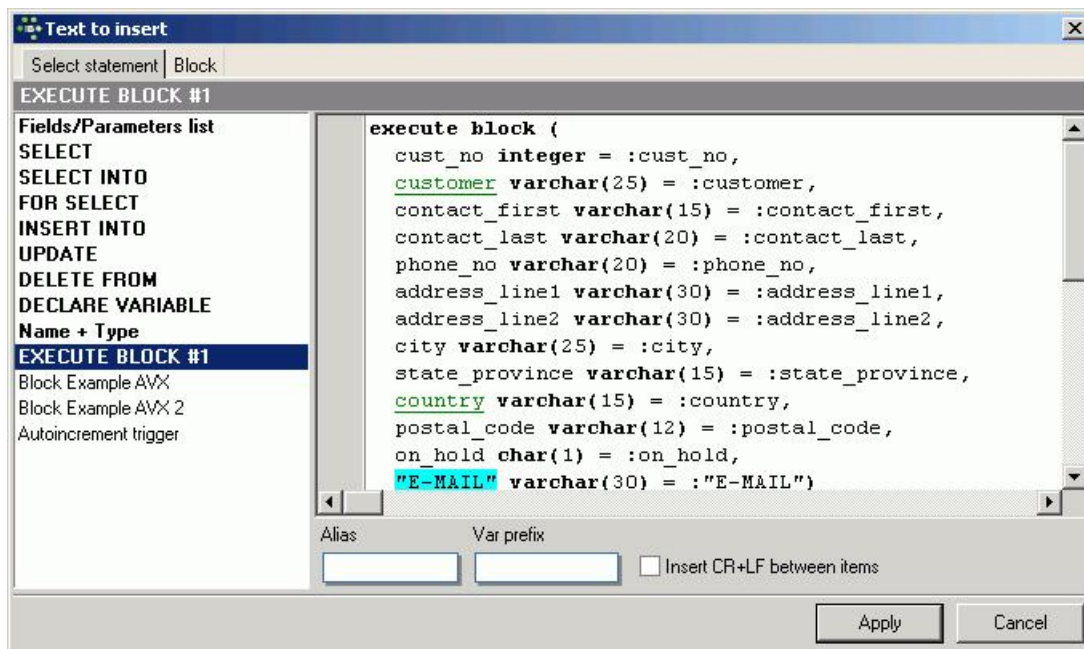 Text to insert
Select statement Block
EXECUTE BLOCK #1
Fields/Parameters list
SELECT
SELECT INTO
FOR SELECT
INSERT INTO
UPDATE
DELETE FROM
DECLARE VARIABLE
Name + Type
EXECUTE BLOCK #1
Block Example AVX
Block Example AVX 2
Autoincrement trigger
execute block (
cust_no integer = :cust_no,
customer varchar(25) = :customer,
contact_first varchar(15) = :contact_first,
contact_last varchar(20) = :contact_last,
phone_no varchar(20) = :phone_no,
address_line1 varchar(30) = :address_line1,
address_line2 varchar(30) = :address_line2,
city varchar(25) = :city,
state_province varchar(15) = :state_province,
country varchar(15) = :country,
postal_code varchar(12) = :postal_code,
on_hold char(1) = :on_hold,
"E-MAIL" varchar(30) = :"E-MAIL")
Alias Var prefix
Insert CR+LF between items
Apply Cancel